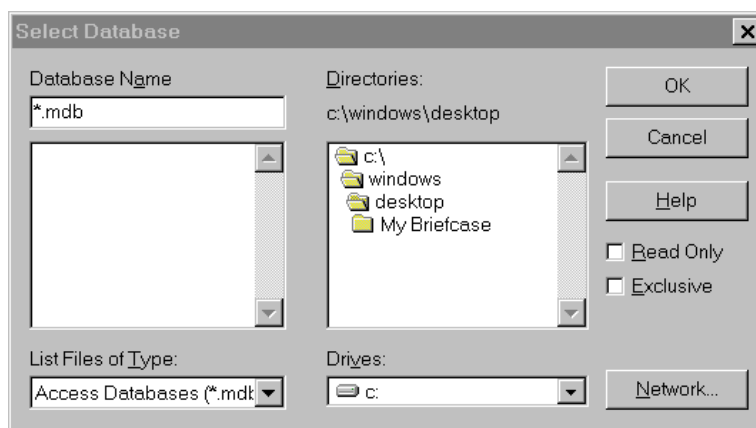 Select Database
Database Name
*.mdb
List Files of Type:
Access Databases (*.mdb
Directories:
c:\windows\desktop
c:\
windows
desktop
My Briefcase
Drives:
c:
OK
Cancel
Help
Read Only
Exclusive
Network...